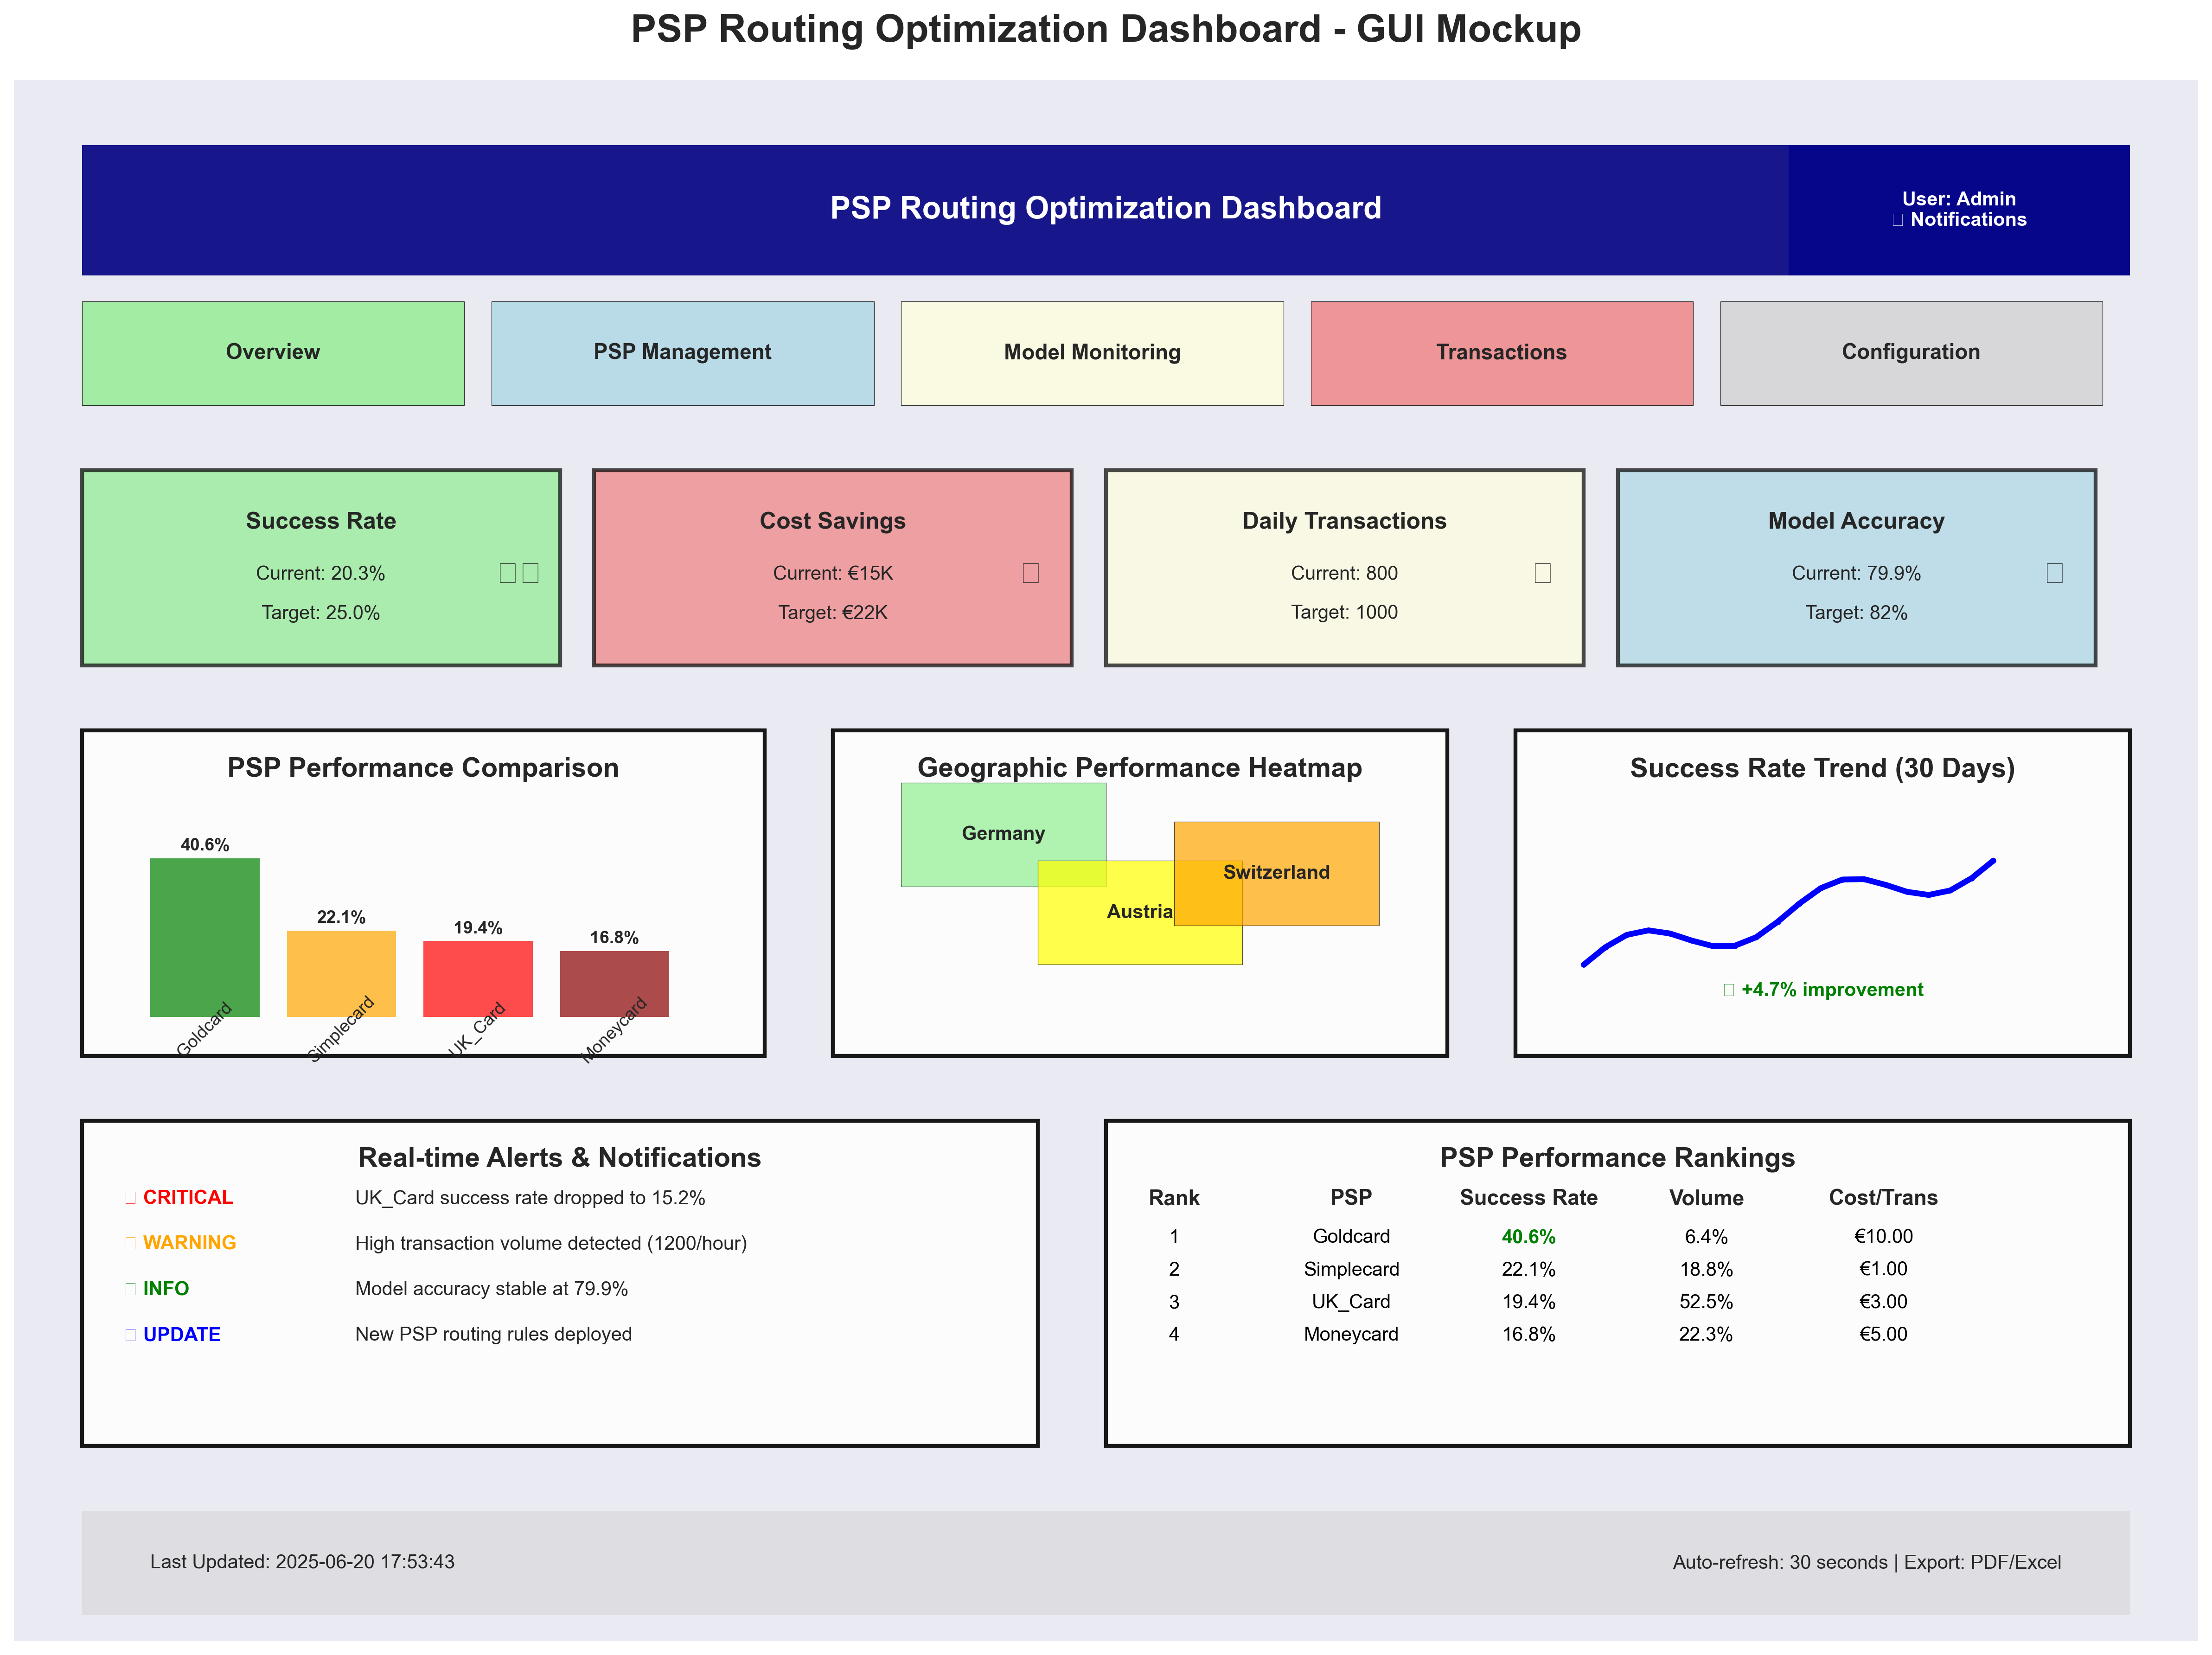 PSP Routing Optimization Dashboard - GUI Mockup
PSP Routing Optimization Dashboard
User: Admin
Notifications
Overview
PSP Management
Model Monitoring
Transactions
Configuration
Success Rate
Current: 20.3%
Target: 25.0%
Cost Savings
Current: €15K
Target: €22K
Daily Transactions
Current: 800
Target: 1000
Model Accuracy
Current: 79.9%
Target: 82%
PSP Performance Comparison
40.6%
22.1%
19.4%
16.8%
Goldcard
Simplecard
UK_Card
Moneycard
Geographic Performance Heatmap
Germany
Austria
Switzerland
Success Rate Trend (30 Days)
+4.7% improvement
Real-time Alerts & Notifications
CRITICAL UK_Card success rate dropped to 15.2%
WARNING High transaction volume detected (1200/hour)
INFO Model accuracy stable at 79.9%
UPDATE New PSP routing rules deployed
PSP Performance Rankings
Rank PSP Success Rate Volume Cost/Trans
1 Goldcard 40.6% 6.4% €10.00
2 Simplecard 22.1% 18.8% €1.00
3 UK_Card 19.4% 52.5% €3.00
4 Moneycard 16.8% 22.3% €5.00
Last Updated: 2025-06-20 17:53:43
Auto-refresh: 30 seconds | Export: PDF/Excel